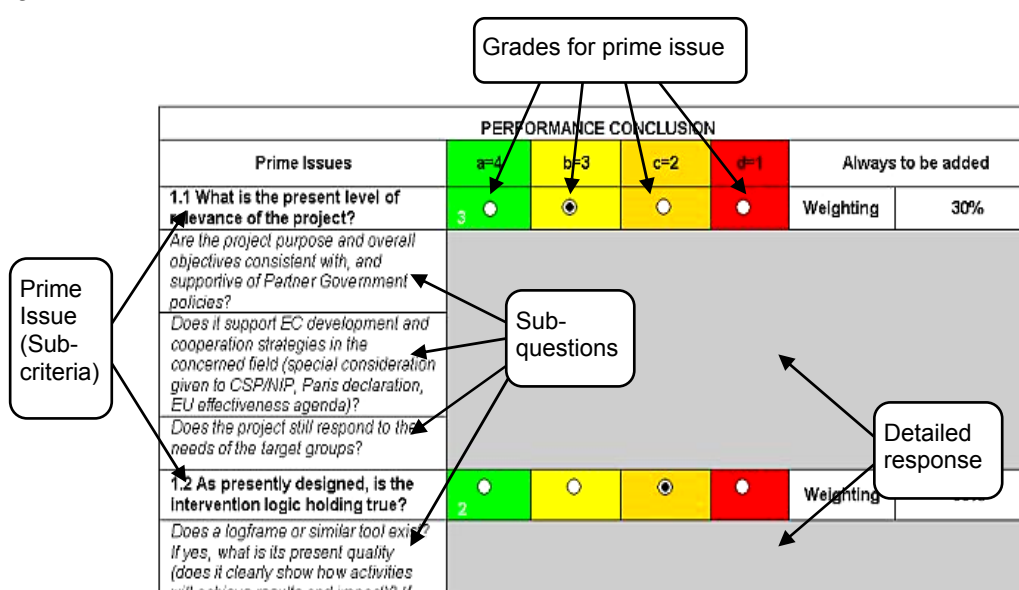 Grades for prime issue
PERFORMANCE CONCLUSION
Prime Issues
a=4
b=3
c=2
d=1
Always to be added
1.1 What is the present level of
relevance of the project?
3
Weighting
30%
Are the project purpose and overall
objectives consistent with, and
supportive of Partner Government
policies?
Does it support EC development and
cooperation strategies in the
concerned field (special consideration
given to CSP/NIP, Paris declaration,
EU effectiveness agenda)?
Does the project still respond to the
needs of the target groups?
Prime
Issue
(Sub-
criteria)
Sub-
questions
Detailed
response
1.2 As presently designed, is the
intervention logic holding true?
2
Weighting
Does a logframe or similar tool exist?
If yes, what is its present quality
(does it clearly show how activities
will achieve results and impact)? If